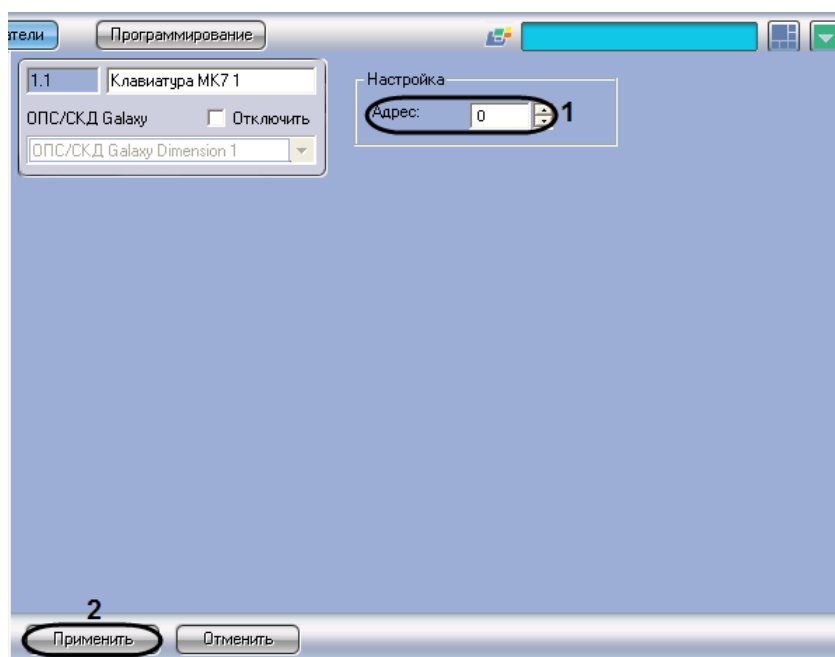 атели
Программирование
1.1
Клавиатура МК7 1
ОПС/СКД Galaxy
Отключить
ОПС/СКД Galaxy Dimension 1
Настройка
Адрес:
0
1
2
Применить
Отменить